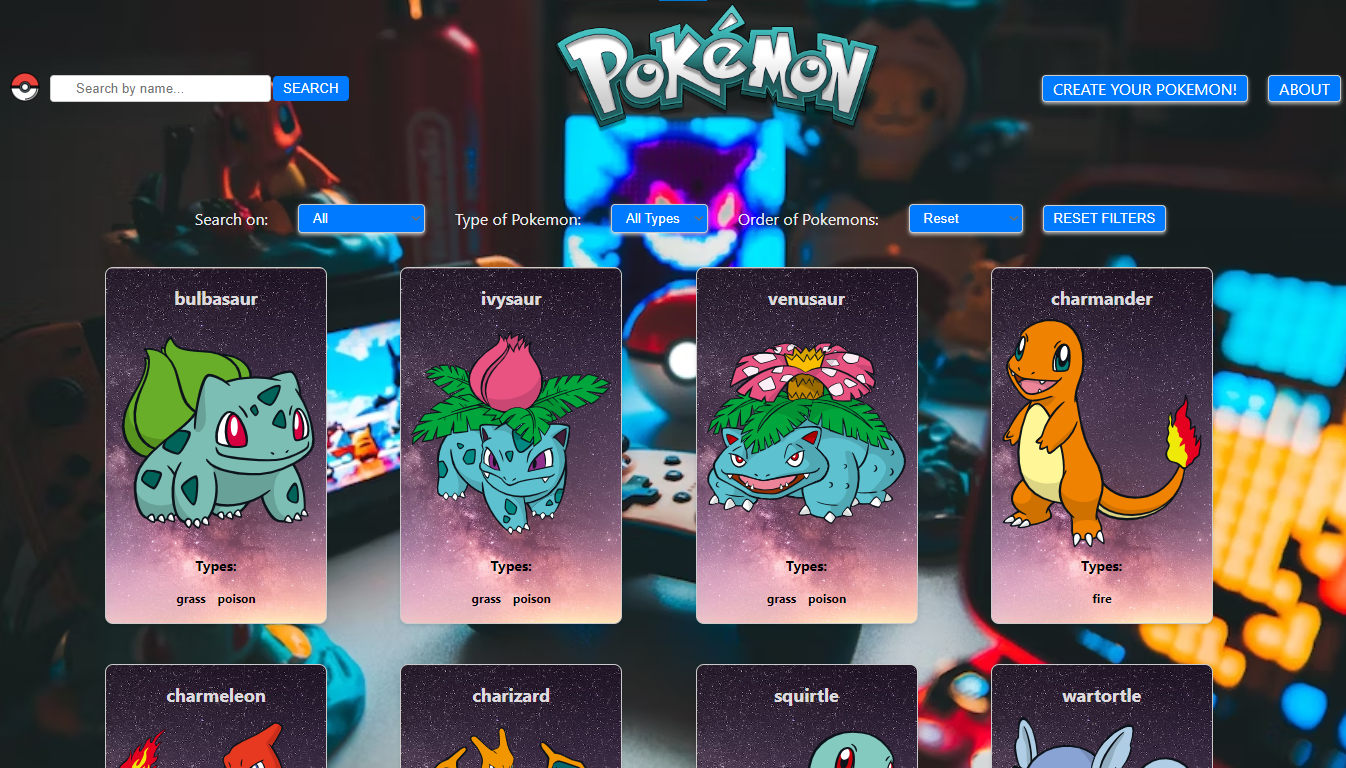 POKéMON
Search by name... SEARCH CREATE YOUR POKEMON! ABOUT
Search on: All Type of Pokemon: All Types Order of Pokemons: Reset RESET FILTERS
bulbasaur ivysaur venusaur charmander
Types: Types: Types: Types:
grass poison grass poison grass poison fire
charmeleon charizard squirtle wartortle